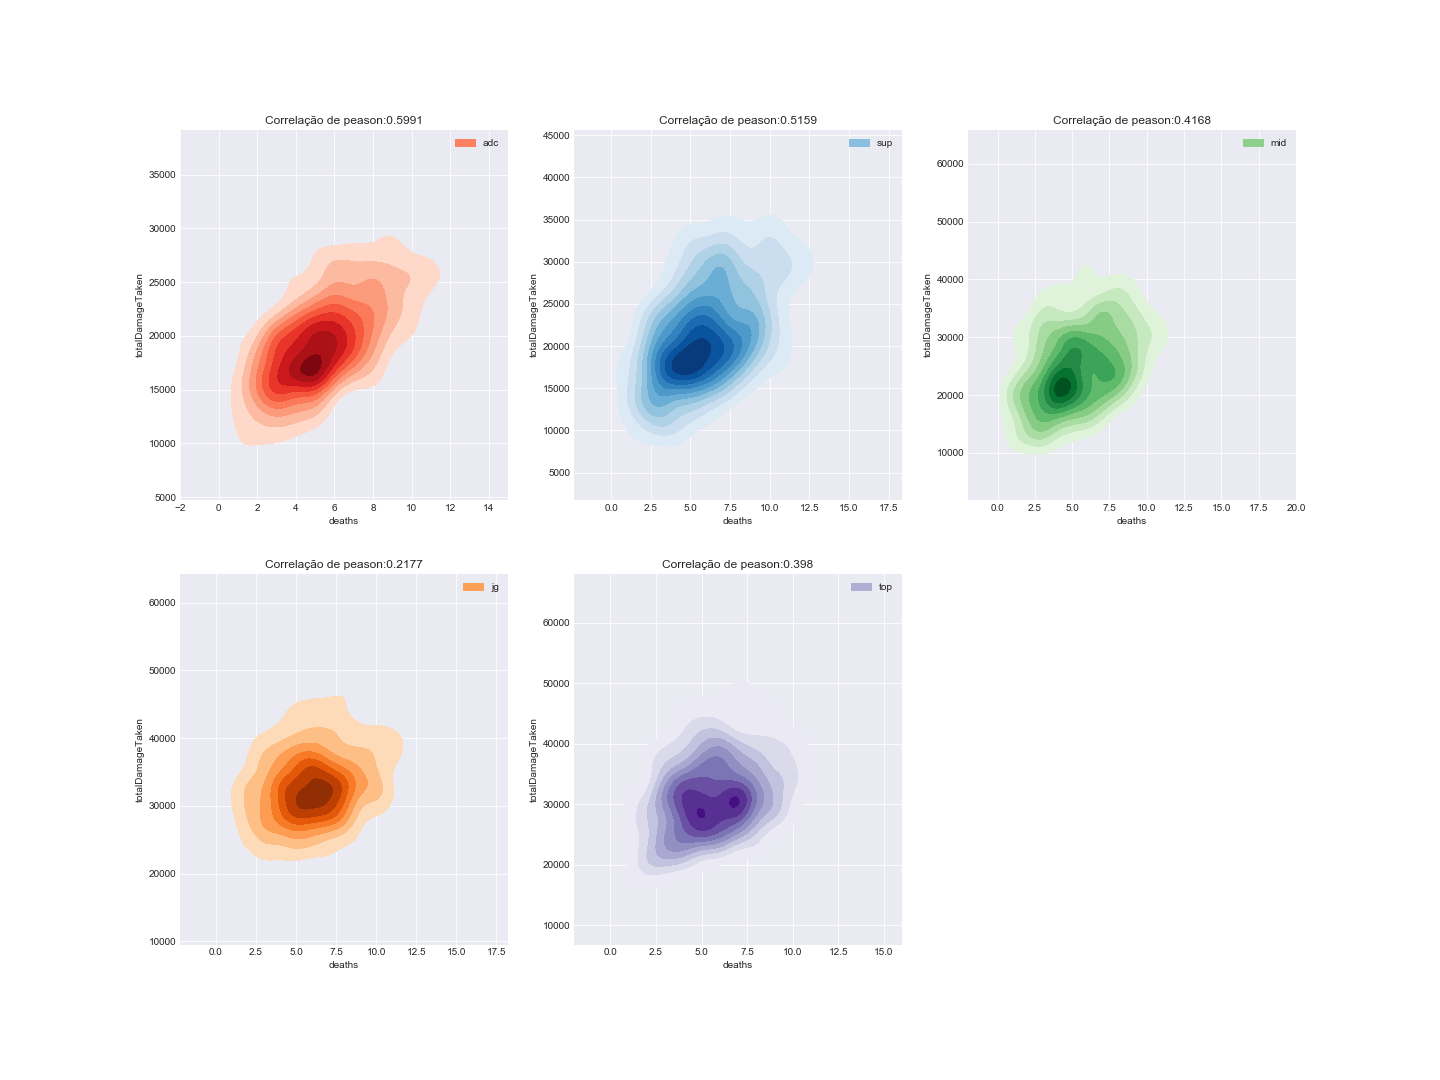 Correlação de peason:0.5991
adc
35000
30000
25000
20000
15000
10000
5000
totalDamageTaken
−2 0 2 4 6 8 10 12 14
deaths
Correlação de peason:0.5159
sup
45000
40000
35000
30000
25000
20000
15000
10000
5000
totalDamageTaken
0.0 2.5 5.0 7.5 10.0 12.5 15.0 17.5
deaths
Correlação de peason:0.4168
mid
60000
50000
40000
30000
20000
10000
totalDamageTaken
0.0 2.5 5.0 7.5 10.0 12.5 15.0 17.5 20.0
deaths
Correlação de peason:0.2177
jg
60000
50000
40000
30000
20000
10000
totalDamageTaken
0.0 2.5 5.0 7.5 10.0 12.5 15.0 17.5
deaths
Correlação de peason:0.398
top
60000
50000
40000
30000
20000
10000
totalDamageTaken
0.0 2.5 5.0 7.5 10.0 12.5 15.0
deaths